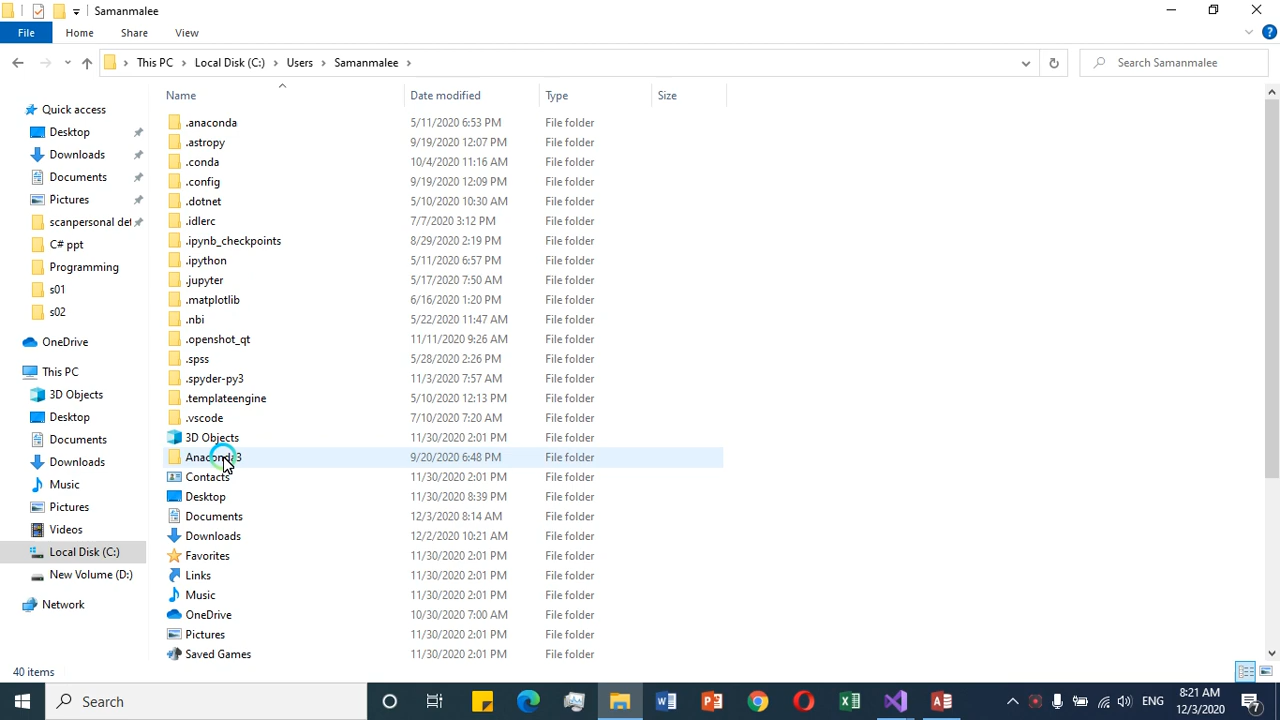 Samanmalee
File Home Share View
This PC Local Disk (C:) Users Samanmalee
Search Samanmalee
Name Date modified Type Size
Quick access
Desktop
Downloads
Documents
Pictures
scanpersonal
C# ppt
Programming
s01
s02
OneDrive
This PC
3D Objects
Desktop
Documents
Downloads
Music
Pictures
Videos
Local Disk (C:)
New Volume (D:)
Network
.anaconda 5/11/2020 6:53 PM File folder
.astropy 9/19/2020 12:07 PM File folder
.conda 10/4/2020 11:16 AM File folder
.config 9/19/2020 12:09 PM File folder
.dotnet 5/10/2020 10:30 AM File folder
.idlerc 7/7/2020 3:12 PM File folder
.ipynb_checkpoints 8/29/2020 2:19 PM File folder
.ipython 5/11/2020 6:57 PM File folder
.jupyter 5/17/2020 7:50 AM File folder
.matplotlib 6/16/2020 1:20 PM File folder
.nbi 5/22/2020 11:47 AM File folder
.openshot_qt 11/11/2020 9:26 AM File folder
.spss 5/28/2020 2:26 PM File folder
.spyder-py3 11/3/2020 7:57 AM File folder
.templateengine 5/10/2020 12:13 PM File folder
.vscode 7/10/2020 7:20 AM File folder
3D Objects 11/30/2020 2:01 PM File folder
Anaconda3 9/20/2020 6:48 PM File folder
Contacts 11/30/2020 2:01 PM File folder
Desktop 11/30/2020 8:39 PM File folder
Documents 12/3/2020 8:14 AM File folder
Downloads 12/2/2020 10:21 AM File folder
Favorites 11/30/2020 2:01 PM File folder
Links 11/30/2020 2:01 PM File folder
Music 11/30/2020 2:01 PM File folder
OneDrive 10/30/2020 7:00 AM File folder
Pictures 11/30/2020 2:01 PM File folder
Saved Games 11/30/2020 2:01 PM File folder
40 items
Search
ENG
8:21 AM
12/3/2020
7